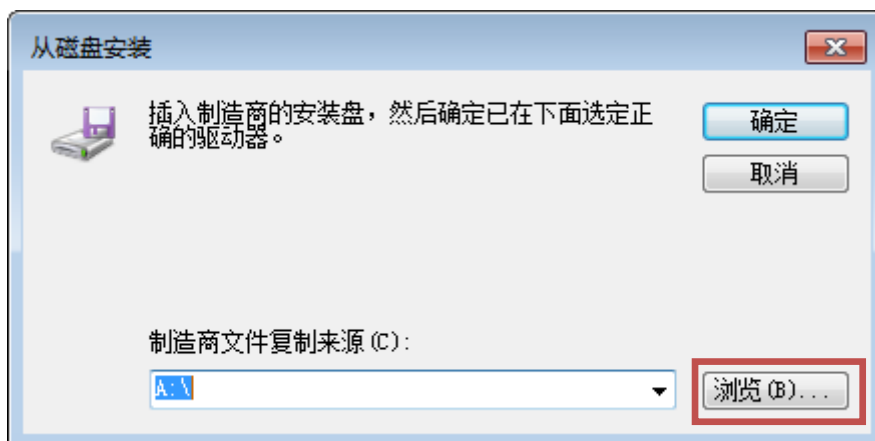 从磁盘安装
插入制造商的安装盘，然后确定已在下面选定正
确的驱动器。
确定
取消
制造商文件复制来源(C):
A:\
浏览(B)...